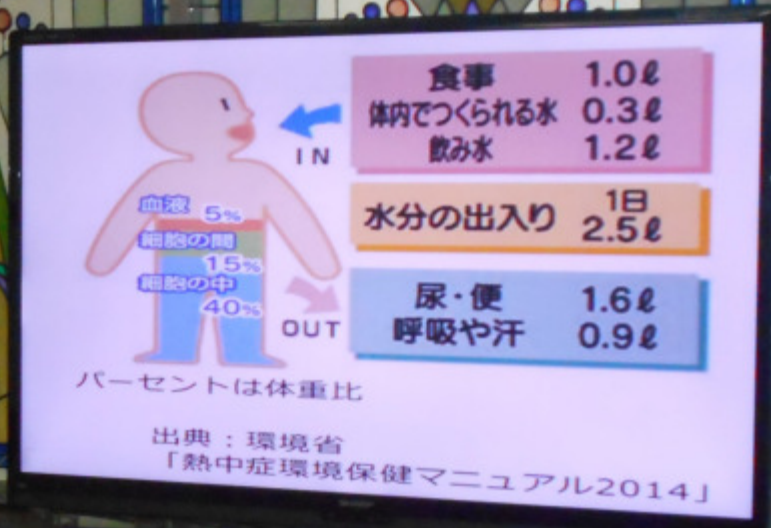 食事 1.0ℓ
体内でつくられる水 0.3ℓ
飲み水 1.2ℓ
IN
水分の出入り 1日 2.5ℓ
血液 5%
細胞の間 15%
細胞の中 40%
OUT
尿・便 1.6ℓ
呼吸や汗 0.9ℓ
パーセントは体重比
出典：環境省
「熱中症環境保健マニュアル2014」